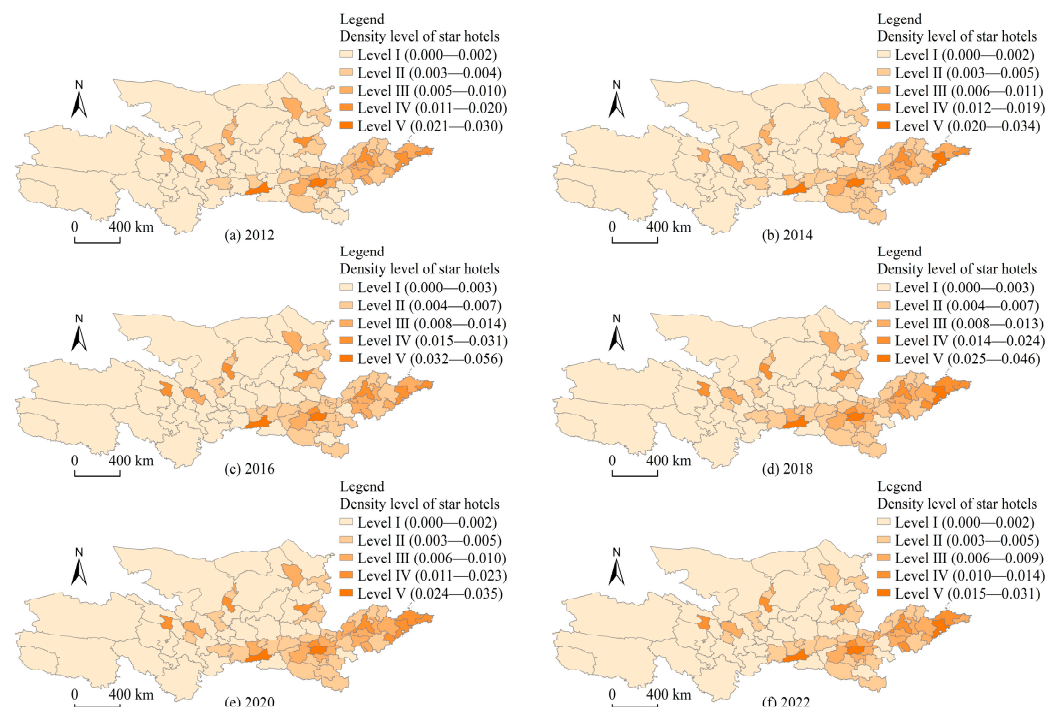 Legend
Density level of star hotels
Level I (0.000—0.002)
Level II (0.003—0.004)
Level III (0.005—0.010)
Level IV (0.011—0.020)
Level V (0.021—0.030)
N
0 400 km
(a) 2012
Legend
Density level of star hotels
Level I (0.000—0.002)
Level II (0.003—0.005)
Level III (0.006—0.011)
Level IV (0.012—0.019)
Level V (0.020—0.034)
N
0 400 km
(b) 2014
Legend
Density level of star hotels
Level I (0.000—0.003)
Level II (0.004—0.007)
Level III (0.008—0.014)
Level IV (0.015—0.031)
Level V (0.032—0.056)
N
0 400 km
(c) 2016
Legend
Density level of star hotels
Level I (0.000—0.003)
Level II (0.004—0.007)
Level III (0.008—0.013)
Level IV (0.014—0.024)
Level V (0.025—0.046)
N
0 400 km
(d) 2018
Legend
Density level of star hotels
Level I (0.000—0.002)
Level II (0.003—0.005)
Level III (0.006—0.010)
Level IV (0.011—0.023)
Level V (0.024—0.035)
N
0 400 km
(e) 2020
Legend
Density level of star hotels
Level I (0.000—0.002)
Level II (0.003—0.005)
Level III (0.006—0.009)
Level IV (0.010—0.014)
Level V (0.015—0.031)
N
0 400 km
(f) 2022